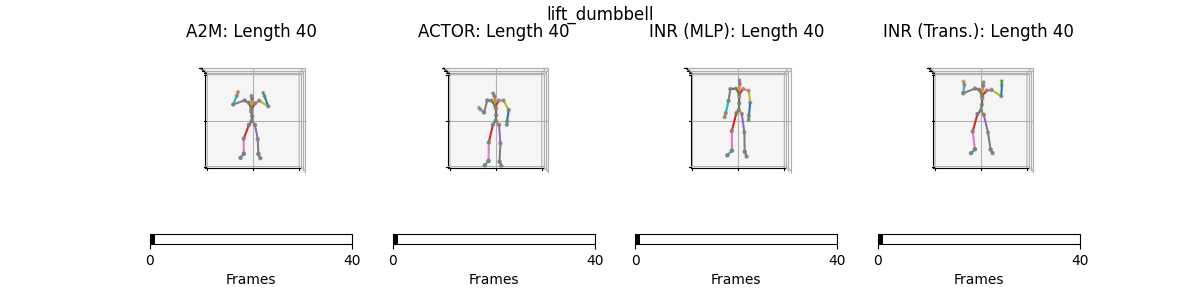 lift_dumbbell
A2M: Length 40
ACTOR: Length 40
INR (MLP): Length 40
INR (Trans.): Length 40
0 40
Frames
0 40
Frames
0 40
Frames
0 40
Frames